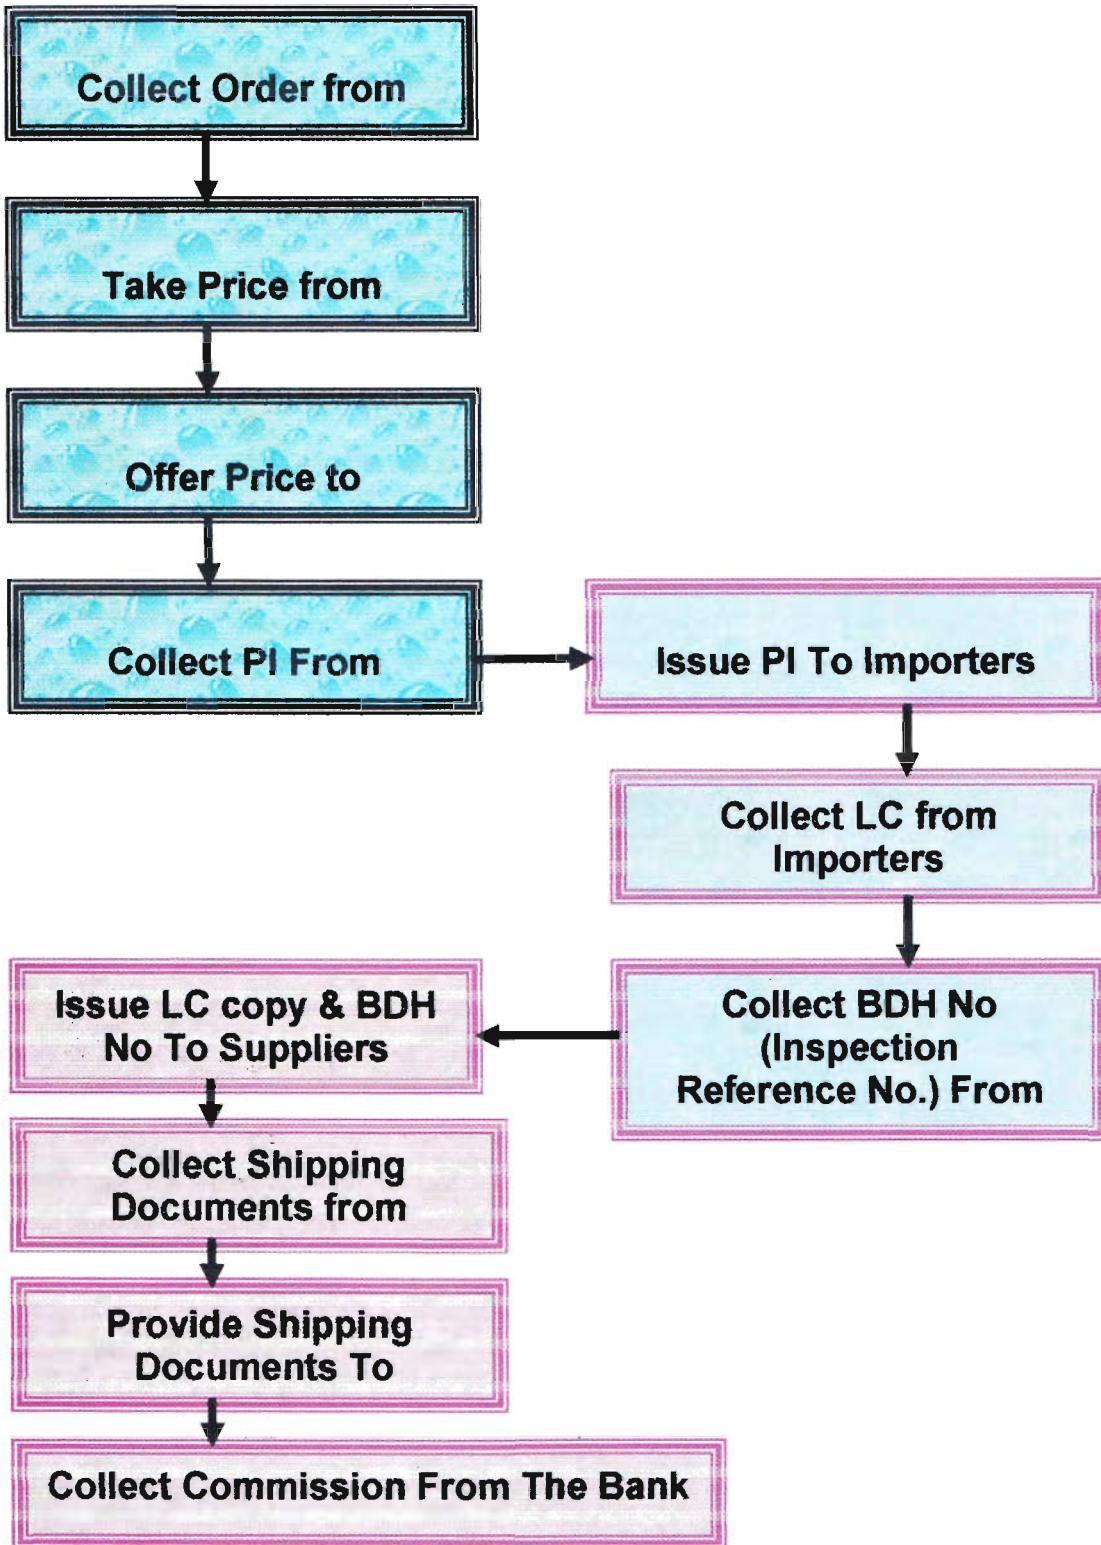 Collect Order from
Take Price from
Offer Price to
Collect PI From
Issue PI To Importers
Collect LC from
Importers
Collect BDH No
(Inspection
Reference No.) From
Issue LC copy & BDH
No To Suppliers
Collect Shipping
Documents from
Provide Shipping
Documents To
Collect Commission From The Bank